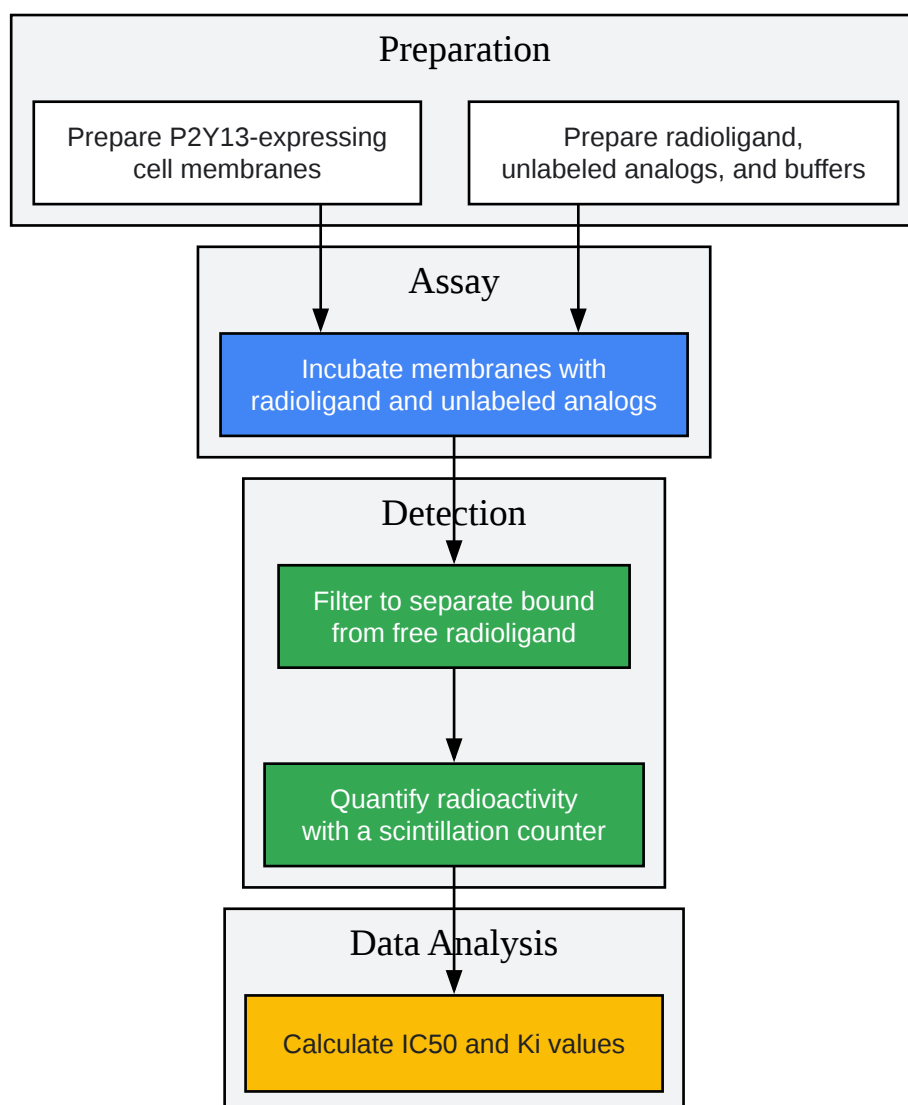 Preparation
Prepare P2Y13-expressing
cell membranes
Prepare radioligand,
unlabeled analogs, and buffers
Assay
Incubate membranes with
radioligand and unlabeled analogs
Detection
Filter to separate bound
from free radioligand
Quantify radioactivity
with a scintillation counter
Data Analysis
Calculate IC50 and Ki values